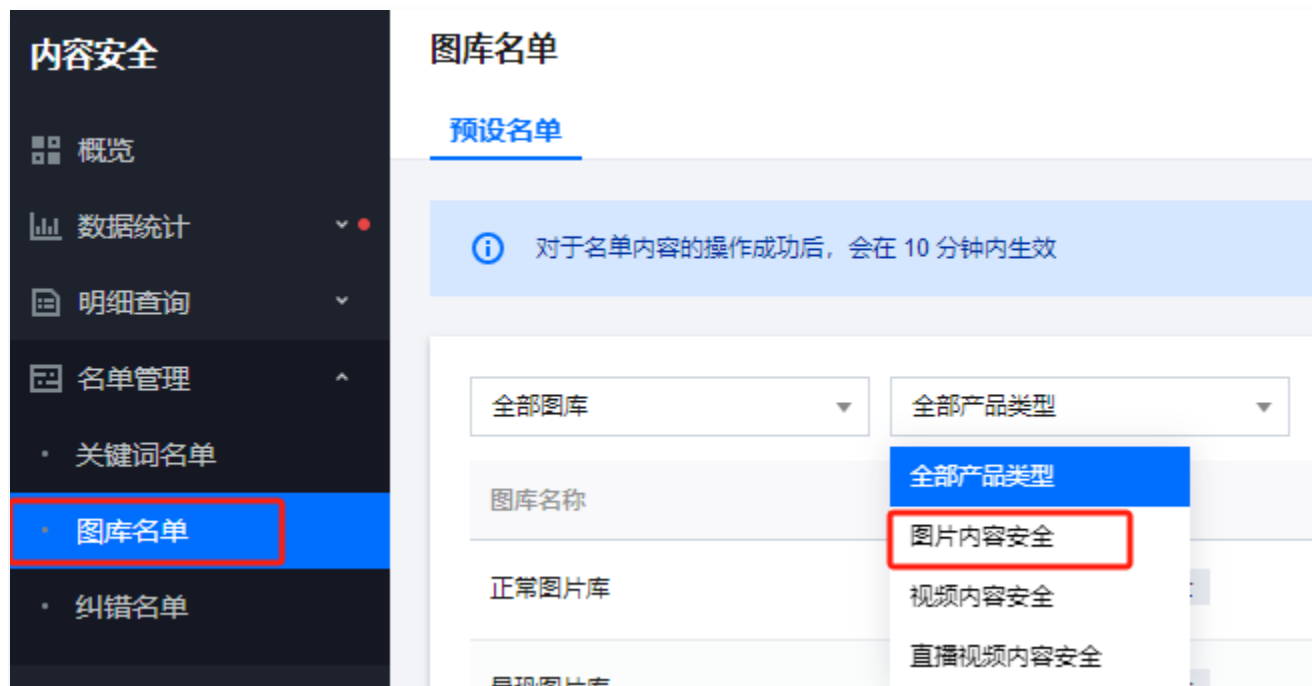 内容安全
概览
数据统计
明细查询
名单管理
关键词名单
图库名单
纠错名单
图库名单
预设名单
对于名单内容的操作成功后，会在 10 分钟内生效
全部图库
全部产品类型
图库名称
全部产品类型
图片内容安全
正常图片库
视频内容安全
直播视频内容安全